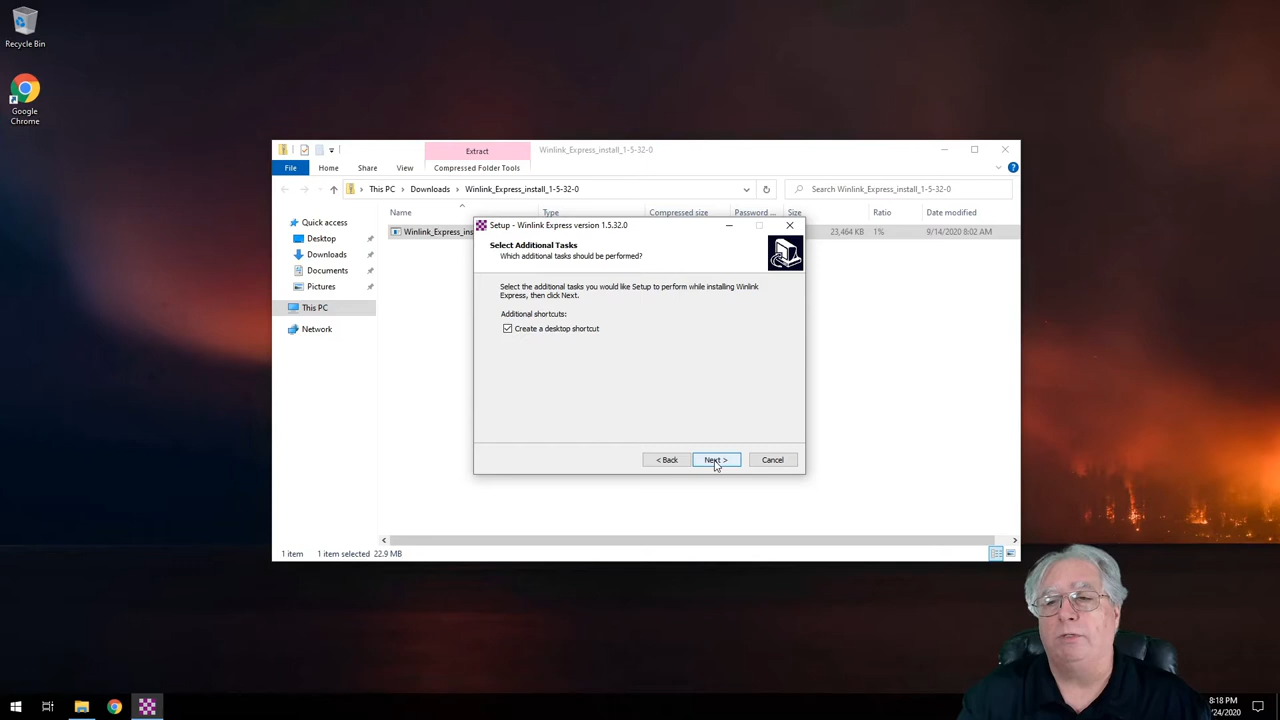 Recycle Bin
Google
Chrome
Extract
Winlink_Express_install_1-5-32-0
File
Home
Share
View
Compressed Folder Tools
This PC
Downloads
Winlink_Express_install_1-5-32-0
Search Winlink_Express_install_1-5-32-0
Name
Type
Compressed size
Password ...
Size
Ratio
Date modified
Quick access
Desktop
Downloads
Documents
Pictures
This PC
Network
Winlink_Express_ins
23,464 KB
1%
9/14/2020 8:02 AM
Setup - Winlink Express version 1.5.32.0
Select Additional Tasks
Which additional tasks should be performed?
Select the additional tasks you would like Setup to perform while installing Winlink
Express, then click Next.
Additional shortcuts:
Create a desktop shortcut
< Back
Next >
Cancel
1 item
1 item selected 22.9 MB
8:18 PM
/24/2020